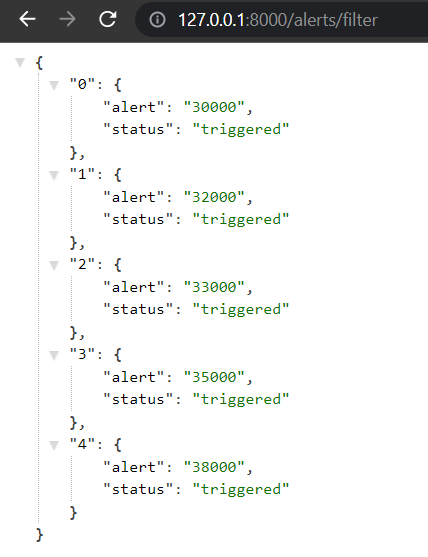 127.0.0.1:8000/alerts/filter
{
"0": {
"alert": "30000",
"status": "triggered"
},
"1": {
"alert": "32000",
"status": "triggered"
},
"2": {
"alert": "33000",
"status": "triggered"
},
"3": {
"alert": "35000",
"status": "triggered"
},
"4": {
"alert": "38000",
"status": "triggered"
}
}